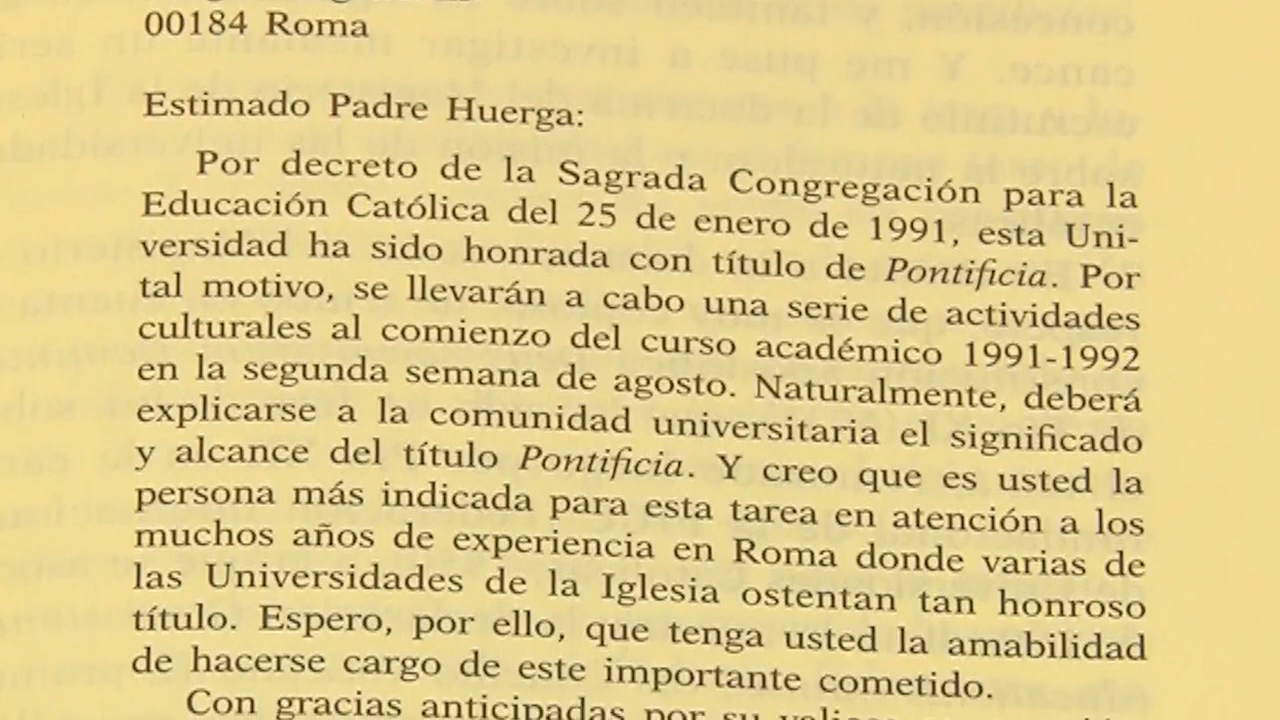 00184 Roma
Estimado Padre Huerga:
Por decreto de la Sagrada Congregación para la
Educación Católica del 25 de enero de 1991, esta Uni-
versidad ha sido honrada con título de Pontificia. Por
tal motivo, se llevarán a cabo una serie de actividades
culturales al comienzo del curso académico 1991-1992
en la segunda semana de agosto. Naturalmente, deberá
explicarse a la comunidad universitaria el significado
y alcance del título Pontificia. Y creo que es usted la
persona más indicada para esta tarea en atención a los
muchos años de experiencia en Roma donde varias de
las Universidades de la Iglesia ostentan tan honroso
título. Espero, por ello, que tenga usted la amabilidad
de hacerse cargo de este importante cometido.
Con gracias anticipadas por su